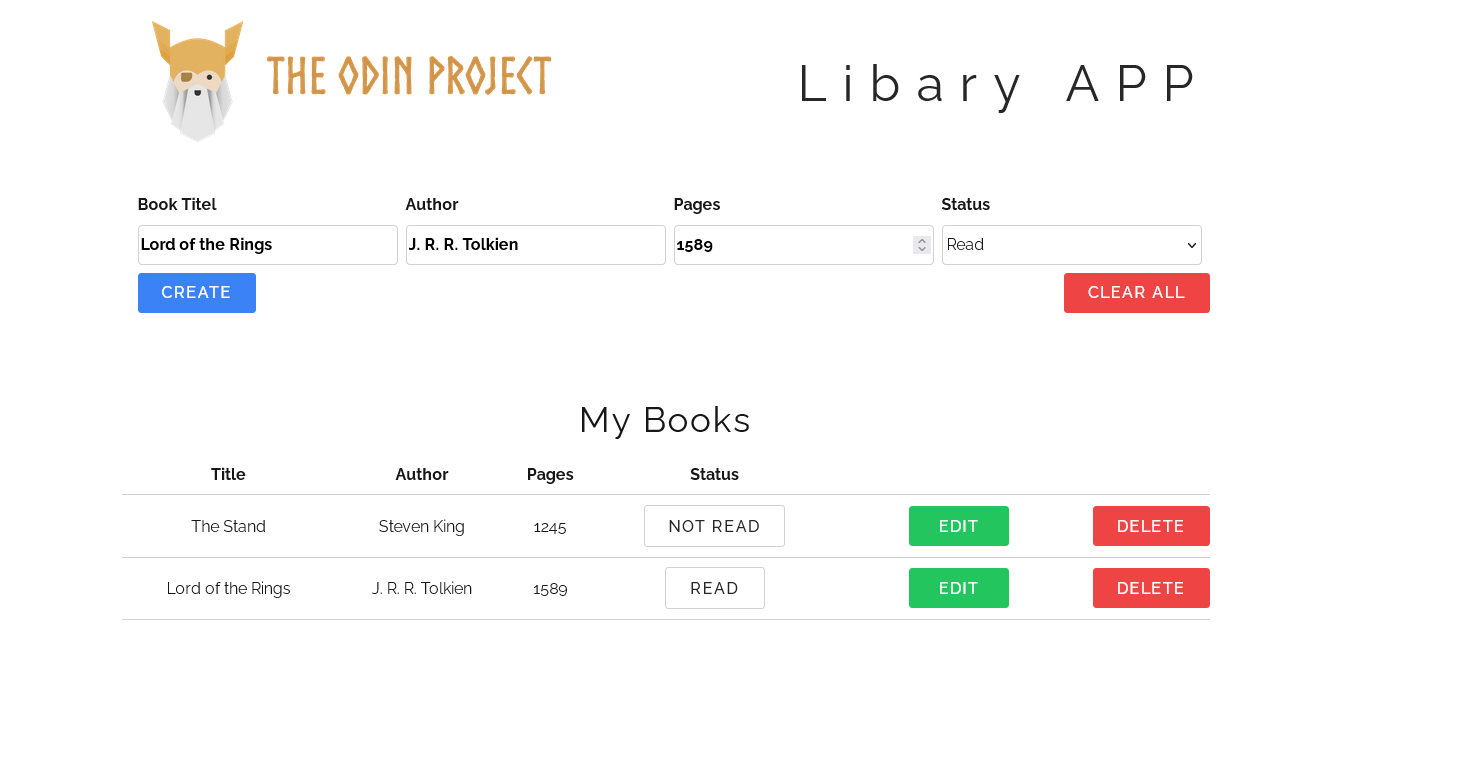 THE ODIN PROJECT
Libary APP
Book Titel Author Pages Status
Lord of the Rings J. R. R. Tolkien 1589 Read
CREATE CLEAR ALL
My Books
Title Author Pages Status
The Stand Steven King 1245 NOT READ EDIT DELETE
Lord of the Rings J. R. R. Tolkien 1589 READ EDIT DELETE